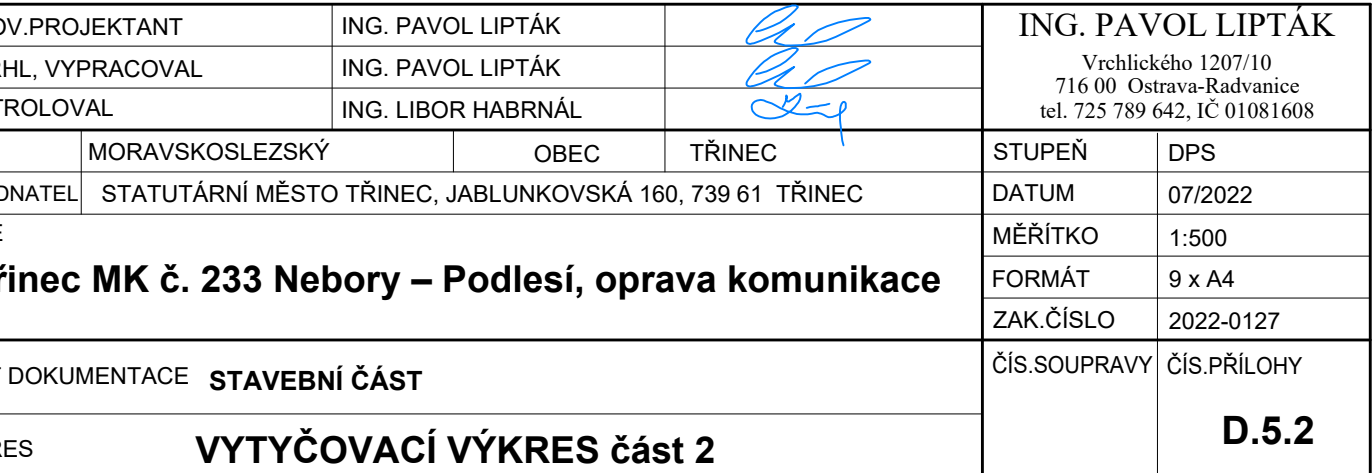 OV.PROJEKTANT ING. PAVOL LIPTÁK ING. PAVOL LIPTÁK
RHL, VYPRACOVAL ING. PAVOL LIPTÁK Vrchlického 1207/10
716 00 Ostrava-Radvanice
TROLOVAL ING. LIBOR HABRNÁL tel. 725 789 642, IČ 01081608
MORAVSKOSLEZSKÝ OBEC TŘINEC STUPEŇ DPS
DNATEL STATUTÁRNÍ MĚSTO TŘINEC, JABLUNKOVSKÁ 160, 739 61 TŘINEC DATUM 07/2022
E MĚŘÍTKO 1:500
řinec MK č. 233 Nebory – Podlesí, oprava komunikace FORMÁT 9 x A4
ZAK.ČÍSLO 2022-0127
DOKUMENTACE STAVEBNÍ ČÁST ČÍS.SOUPRAVY ČÍS.PŘÍLOHY
RES VYTYČOVACÍ VÝKRES část 2 D.5.2